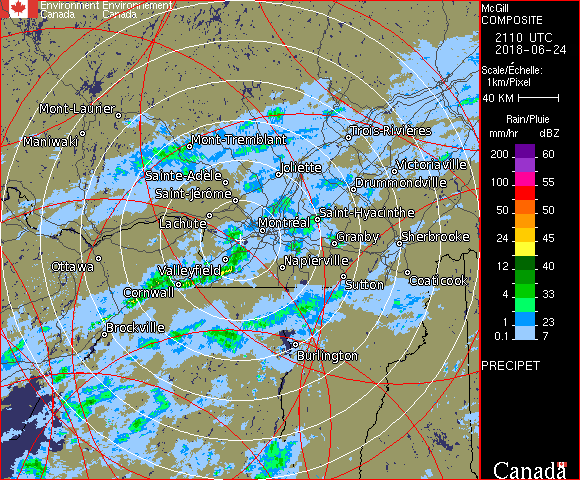 Environment Environnement
Canada Canada
McGill
COMPOSITE
2110 UTC
2018-06-24
Scale/Échelle:
1km/Pixel
40 KM
Rain/Pluie
mm/hr dBZ
200 60
100 55
50 50
24 45
12 40
4 33
2 23
0.1 7
PRECIPET
Canada
Mont-Laurier
Maniwaki
Mont-Tremblant
Trois-Rivières
Sainte-Adèle
Joliette
Victoriaville
Saint-Jérôme
Drummondville
Lachute
Saint-Hyacinthe
Montréal
Granby
Sherbrooke
Ottawa
Valleyfield
Napierville
Cornwall
Sutton
Coaticook
Brockville
Burlington